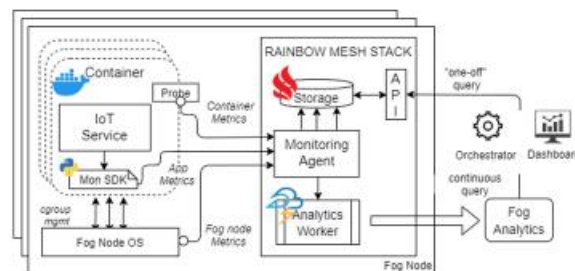 RAINBOW MESH STACK
Container
Probe
IoT
Service
Mon SDK
cgroup
mgmt
Fog Node OS
Container
Metrics
App
Metrics
Fog node
Metrics
Storage
A
P
I
Monitoring
Agent
Analytics
Worker
Fog Node
"one-off"
query
Orchestrator
Dashboar
continuous
query
Fog
Analytics